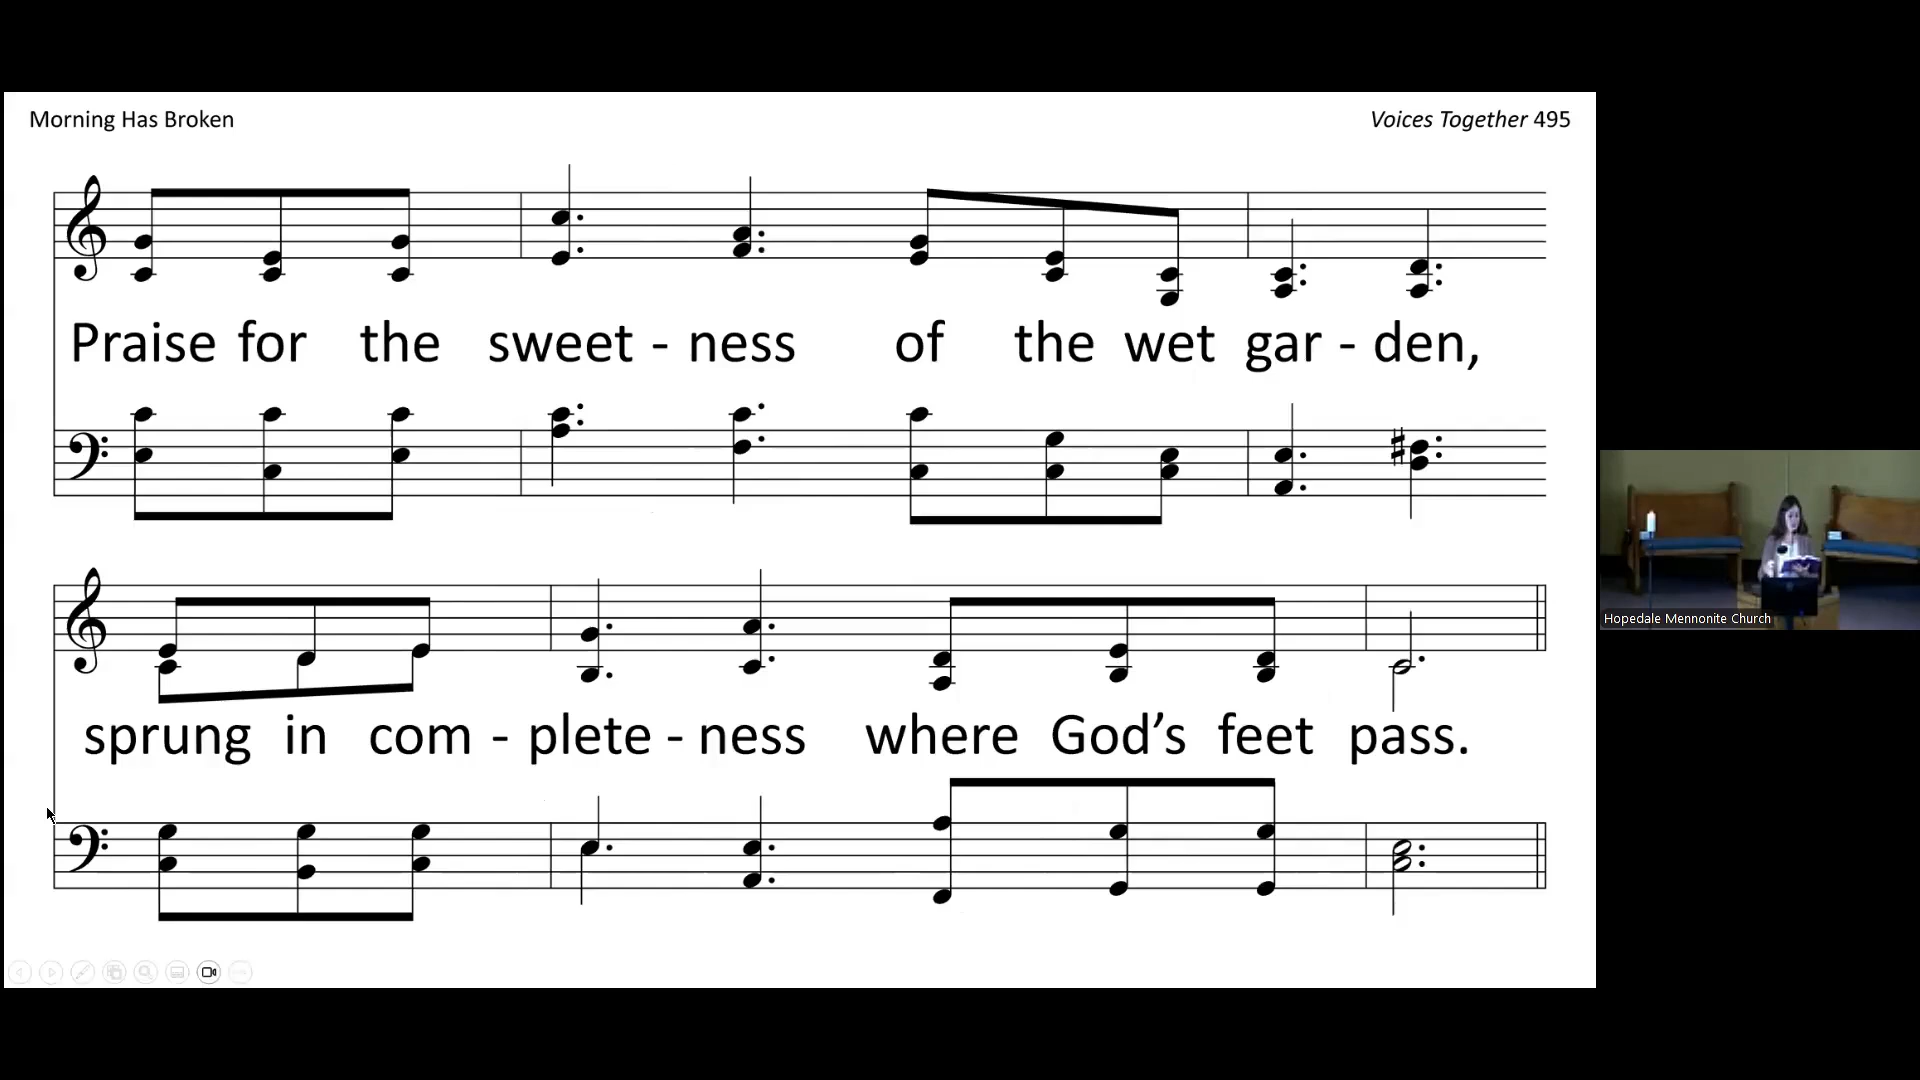 Morning Has Broken
Voices Together 495
Praise for the sweet - ness of the wet gar - den,
sprung in com - plete - ness where God’s feet pass.
Hopedale Mennonite Church